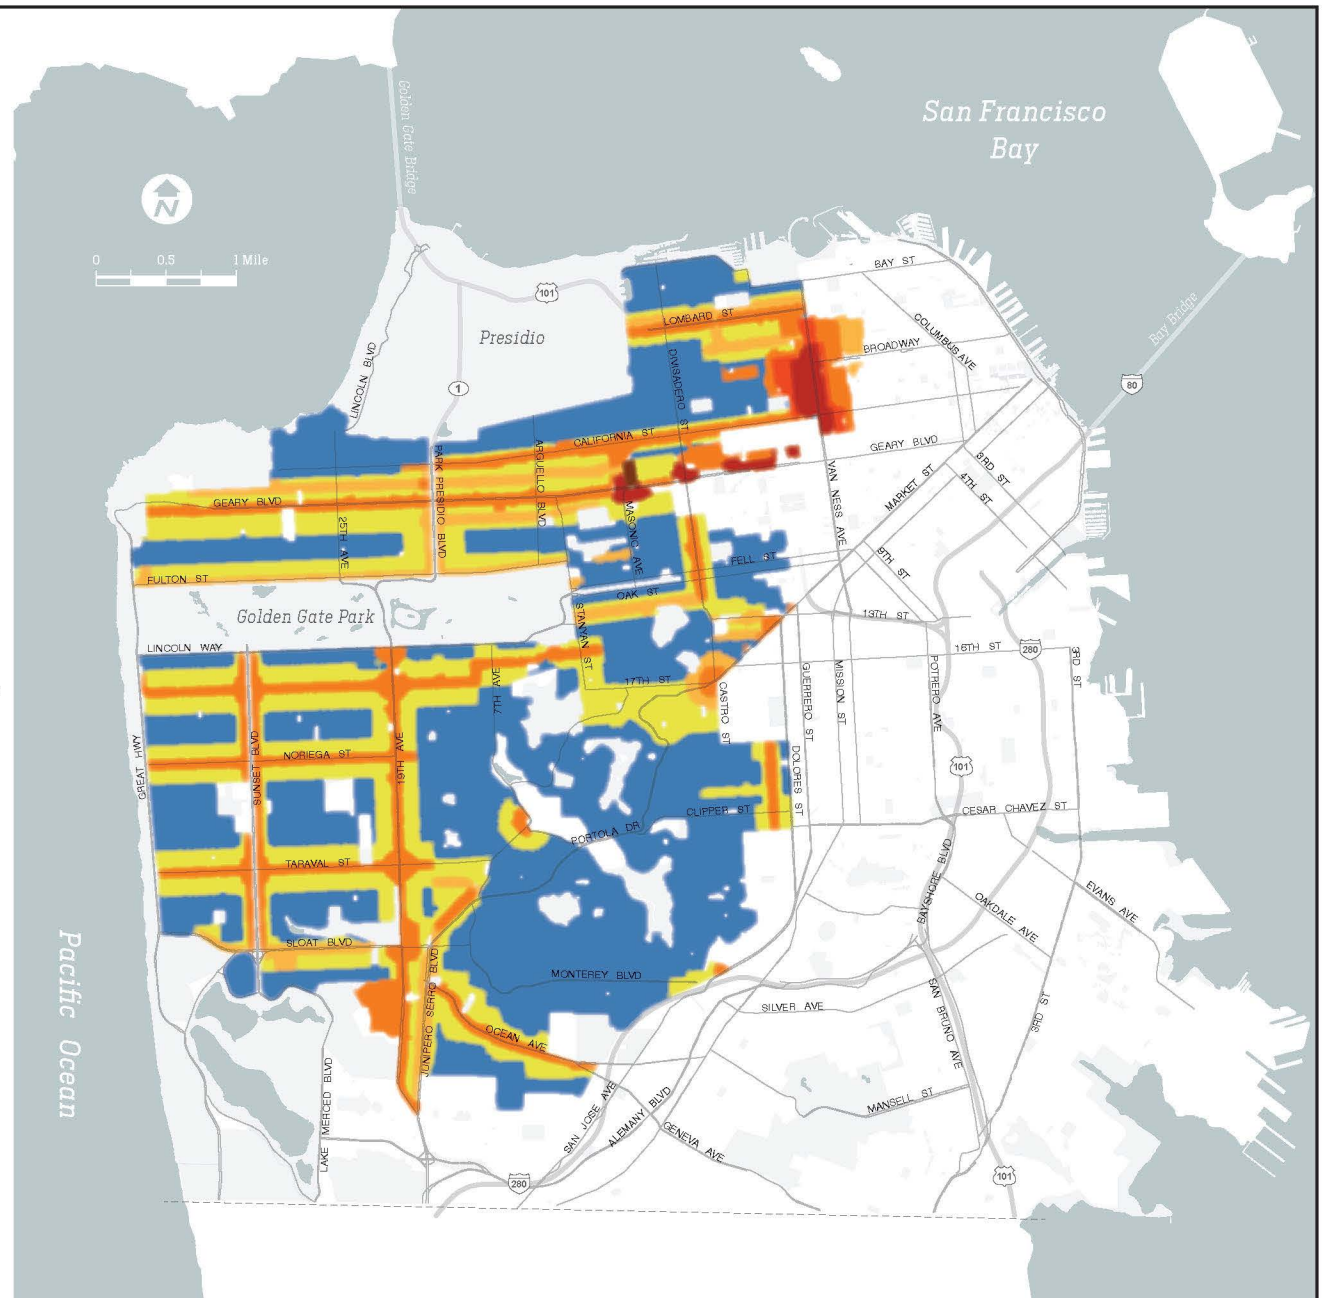 San Francisco
Bay
Golden Gate Bridge
N
0 0.5 1 Mile
101
Presidio
1
BAY ST
COLUMBUS AVE
BROADWAY
Bay Bridge
80
LOMBARD ST
DIVISADERO ST
LINCOLN BLVD
CALIFORNIA ST
GEARY BLVD
MARKET ST
3RD ST
4TH ST
VAN NESS AVE
9TH ST
PARK PRESIDIO BLVD
ARGUELLO BLVD
MASONIC AVE
GEARY BLVD
25TH AVE
FULTON ST
FELL ST
OAK ST
STANYAN ST
Golden Gate Park
13TH ST
16TH ST
280
3RD ST
LINCOLN WAY
17TH ST
7TH AVE
CASTRO ST
GUERRERO ST
MISSION ST
POTRERO AVE
GREAT HWY
SUNSET BLVD
NORIEGA ST
19TH AVE
DOLORES ST
101
CLIPPER ST
CESAR CHAVEZ ST
PORTOLA DR
TARAVAL ST
BAYSHORE BLVD
OAKDALE AVE
EVANS AVE
SLOAT BLVD
JUNIPERO SERRO BLVD
MONTEREY BLVD
OCEAN AVE
SILVER AVE
SAN BRUNO AVE
3RD ST
Pacific Ocean
LAKE MERCED BLVD
SAN JOSE AVE
ALEMANY BLVD
GENEVA AVE
MANSELL ST
280
101